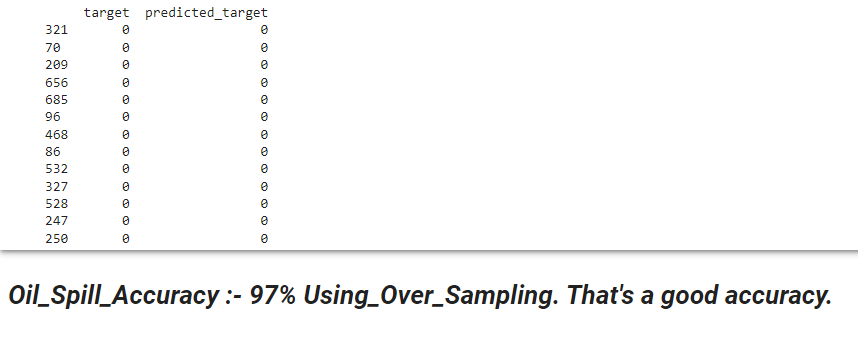 target predicted_target
321 0 0
70 0 0
209 0 0
656 0 0
685 0 0
96 0 0
468 0 0
86 0 0
532 0 0
327 0 0
528 0 0
247 0 0
250 0 0
Oil_Spill_Accuracy :- 97% Using_Over_Sampling. That's a good accuracy.